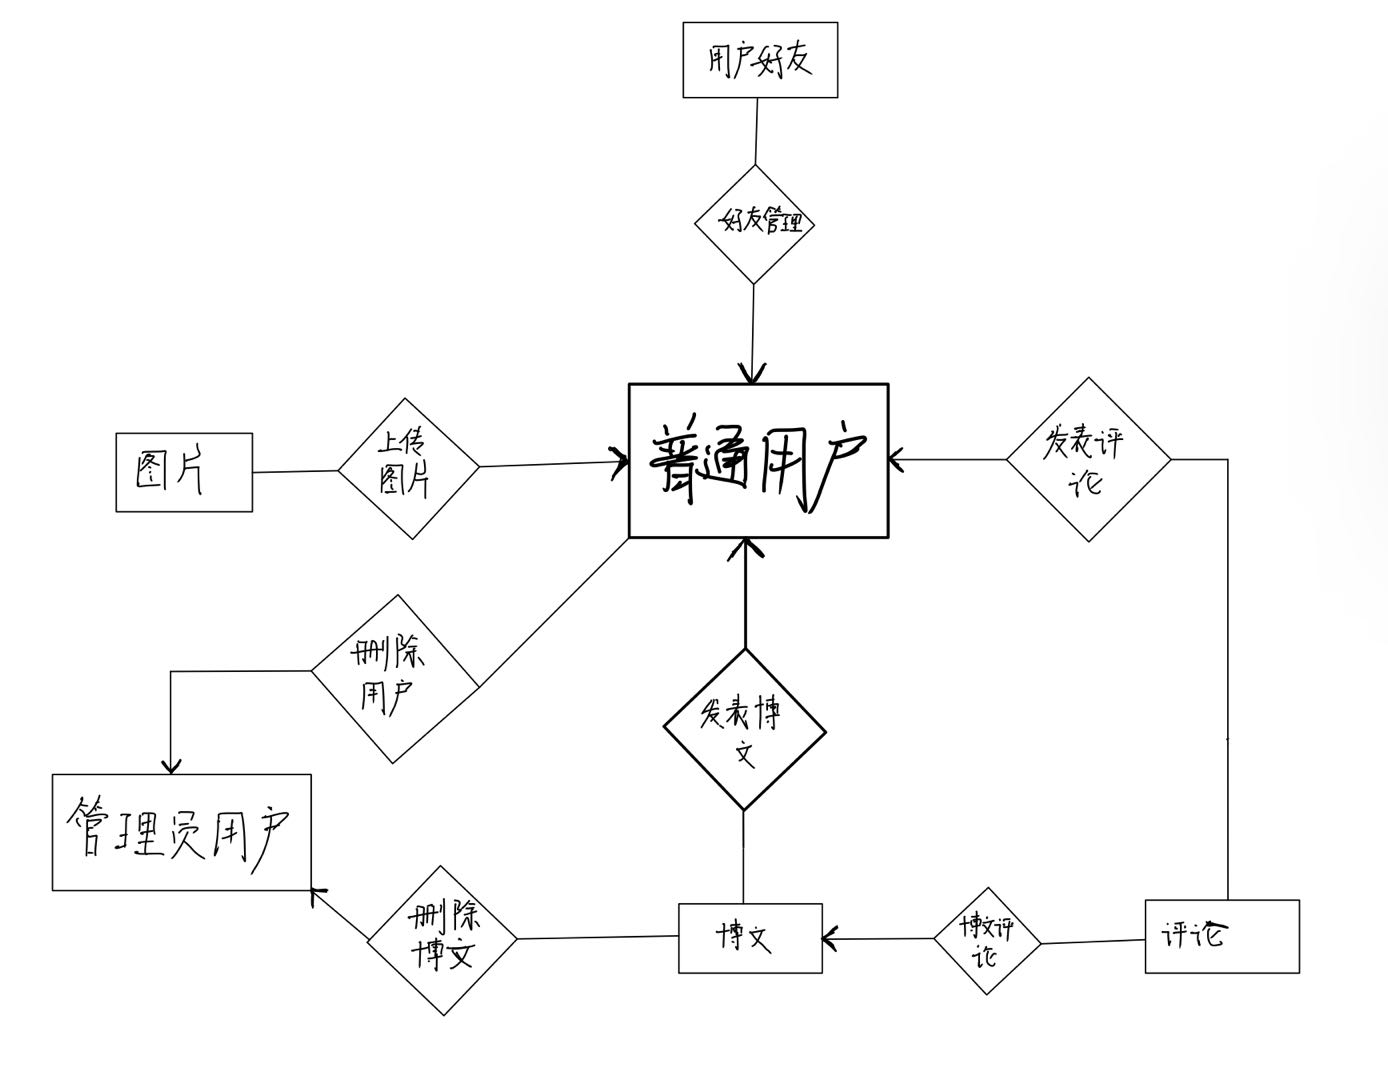 用户好友
好友管理
图片
上传
图片
普通用户
发表评
论
删除
用户
发表博
文
管理员用户
删除
博文
博文
博文评
论
评论